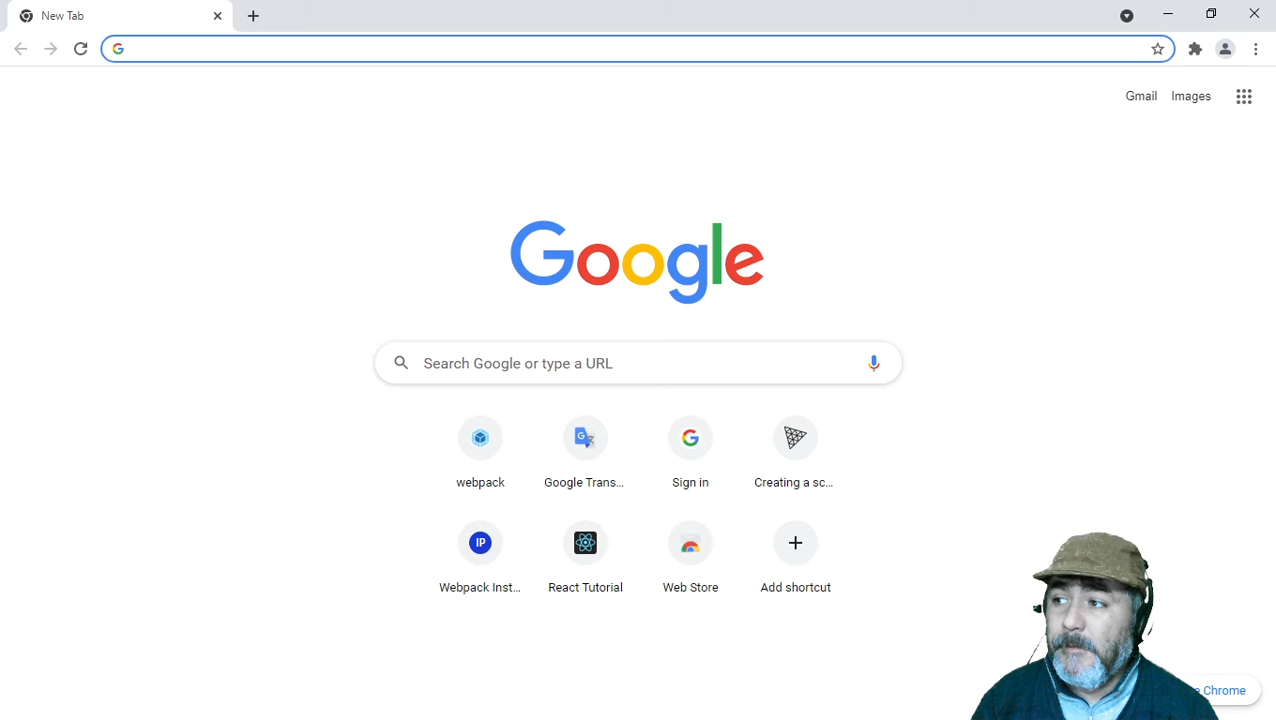 New Tab
Gmail Images
Google
Search Google or type a URL
webpack
Google Trans...
Sign in
Creating a sc...
IP
Webpack Inst...
React Tutorial
Web Store
Add shortcut
Chrome